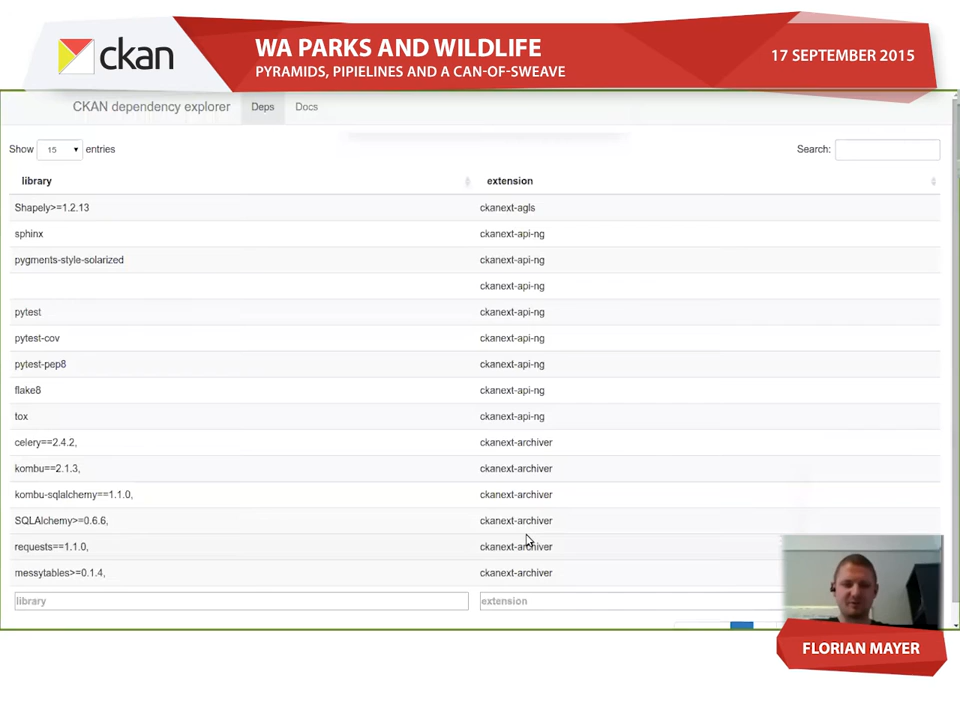 ckan
WA PARKS AND WILDLIFE
PYRAMIDS, PIPIELINES AND A CAN-OF-SWEAVE
17 SEPTEMBER 2015
CKAN dependency explorer Deps Docs
Show 15 entries Search:
library extension
Shapely>=1.2.13 ckanext-agls
sphinx ckanext-api-ng
pygments-style-solarized ckanext-api-ng
ckanext-api-ng
pytest ckanext-api-ng
pytest-cov ckanext-api-ng
pytest-pep8 ckanext-api-ng
flake8 ckanext-api-ng
tox ckanext-api-ng
celery==2.4.2, ckanext-archiver
kombu==2.1.3, ckanext-archiver
kombu-sqlalchemy==1.1.0, ckanext-archiver
SQLAlchemy>=0.6.6, ckanext-archiver
requests==1.1.0, ckanext-archiver
messytables>=0.1.4, ckanext-archiver
library extension
FLORIAN MAYER